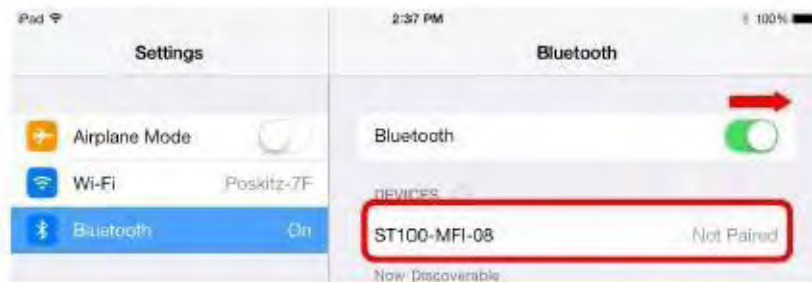 iPad 2:37 PM 100%
Settings
Bluetooth
Airplane Mode
Wi-Fi Poskitz-7F
Bluetooth On
Bluetooth
DEVICES
ST100-MFI-08 Not Paired
Now Discoverable